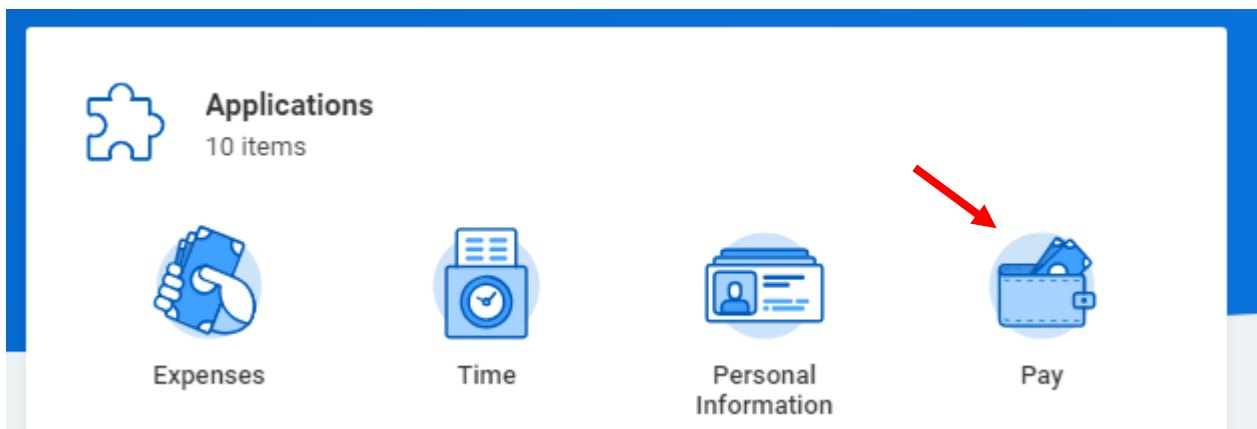 Applications
10 items
Expenses
Time
Personal
Information
Pay